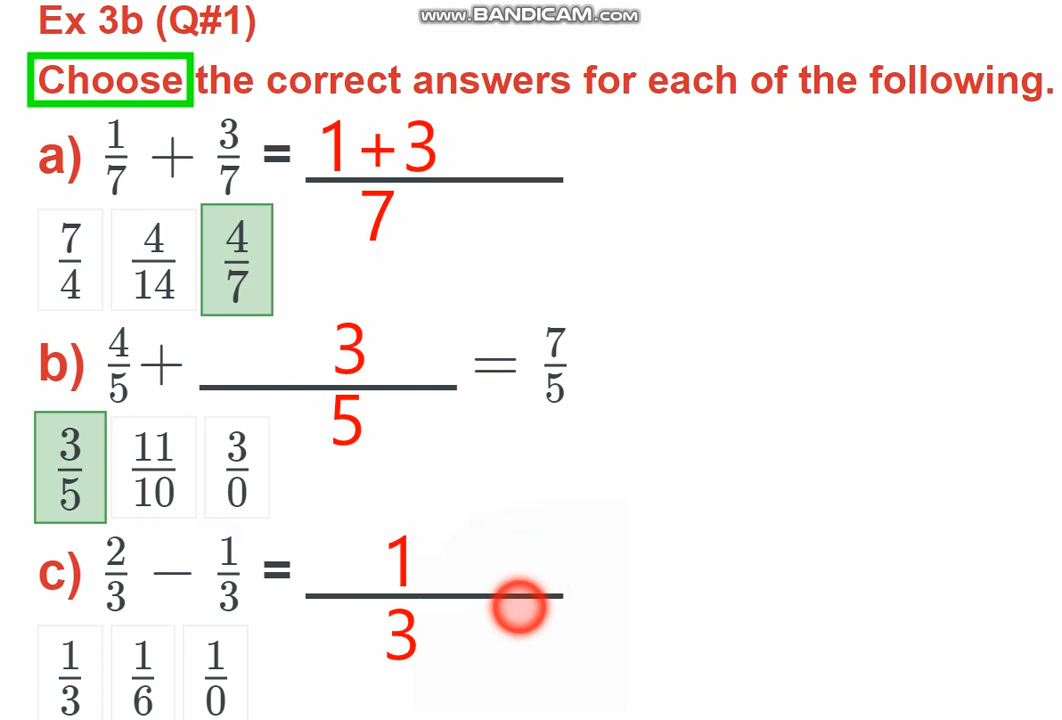 www.BANDICAM.com
Ex 3b (Q#1)
Choose the correct answers for each of the following.
a) 1/7 + 3/7 = 1+3/7
7/4 4/14 4/7
b) 4/5 + 3/5 = 7/5
3/5 11/10 3/0
c) 2/3 − 1/3 = 1/3
1/3 1/6 1/0